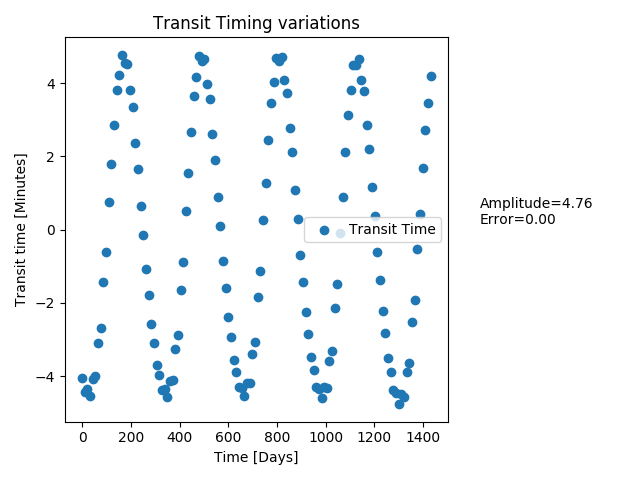 Transit Timing variations
Transit time [Minutes]
4
2
0
−2
−4
Transit Time
Amplitude=4.76
Error=0.00
0 200 400 600 800 1000 1200 1400
Time [Days]